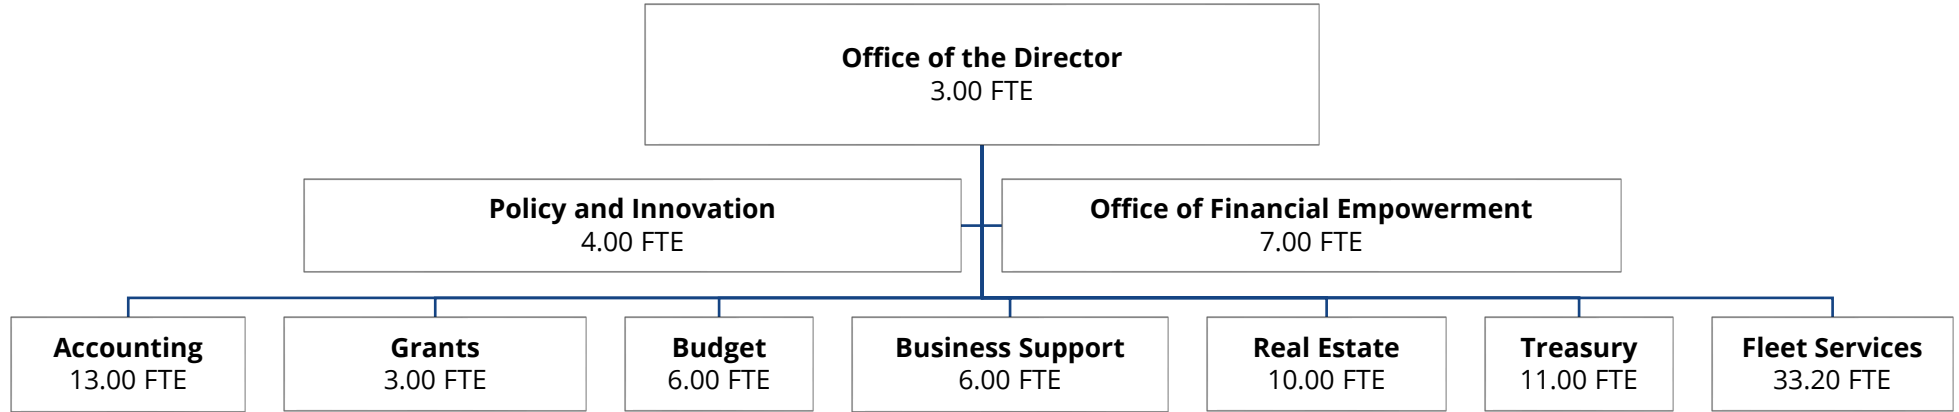 Office of the Director
3.00 FTE
Policy and Innovation
4.00 FTE
Office of Financial Empowerment
7.00 FTE
Accounting
13.00 FTE
Grants
3.00 FTE
Budget
6.00 FTE
Business Support
6.00 FTE
Real Estate
10.00 FTE
Treasury
11.00 FTE
Fleet Services
33.20 FTE